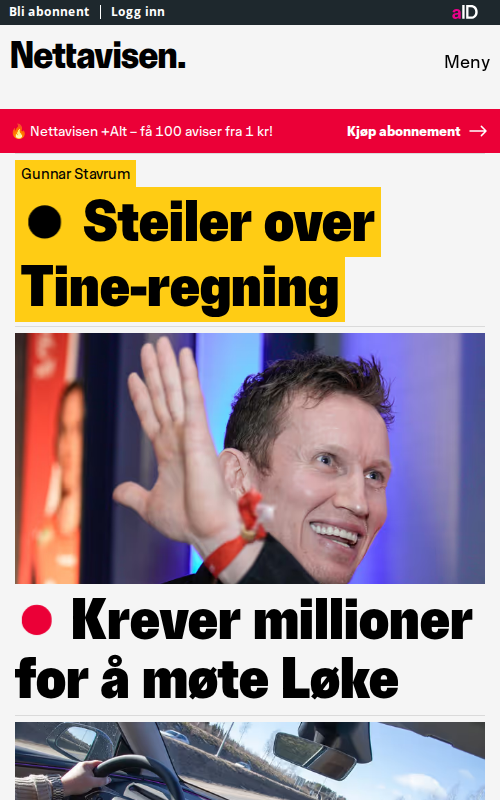 Bli abonnent | Logg inn
aID
Nettavisen.
Meny
🔥 Nettavisen +Alt – få 100 aviser fra 1 kr!
Kjøp abonnement →
Gunnar Stavrum
● Steiler over
Tine-regning
● Krever millioner
for å møte Løke